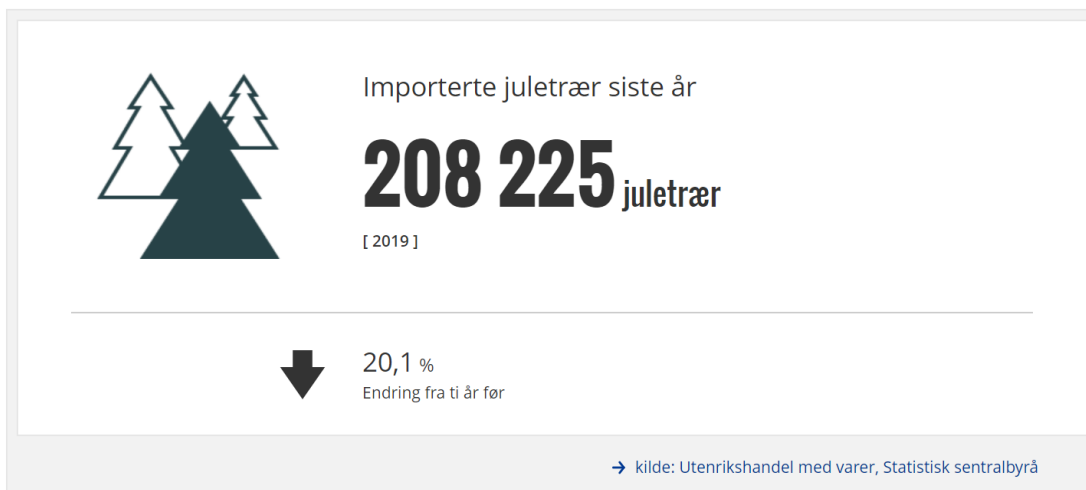 Importerte juletrær siste år
208 225 juletrær
[ 2019 ]
20,1 %
Endring fra ti år før
→ kilde: Utenrikshandel med varer, Statistisk sentralbyrå